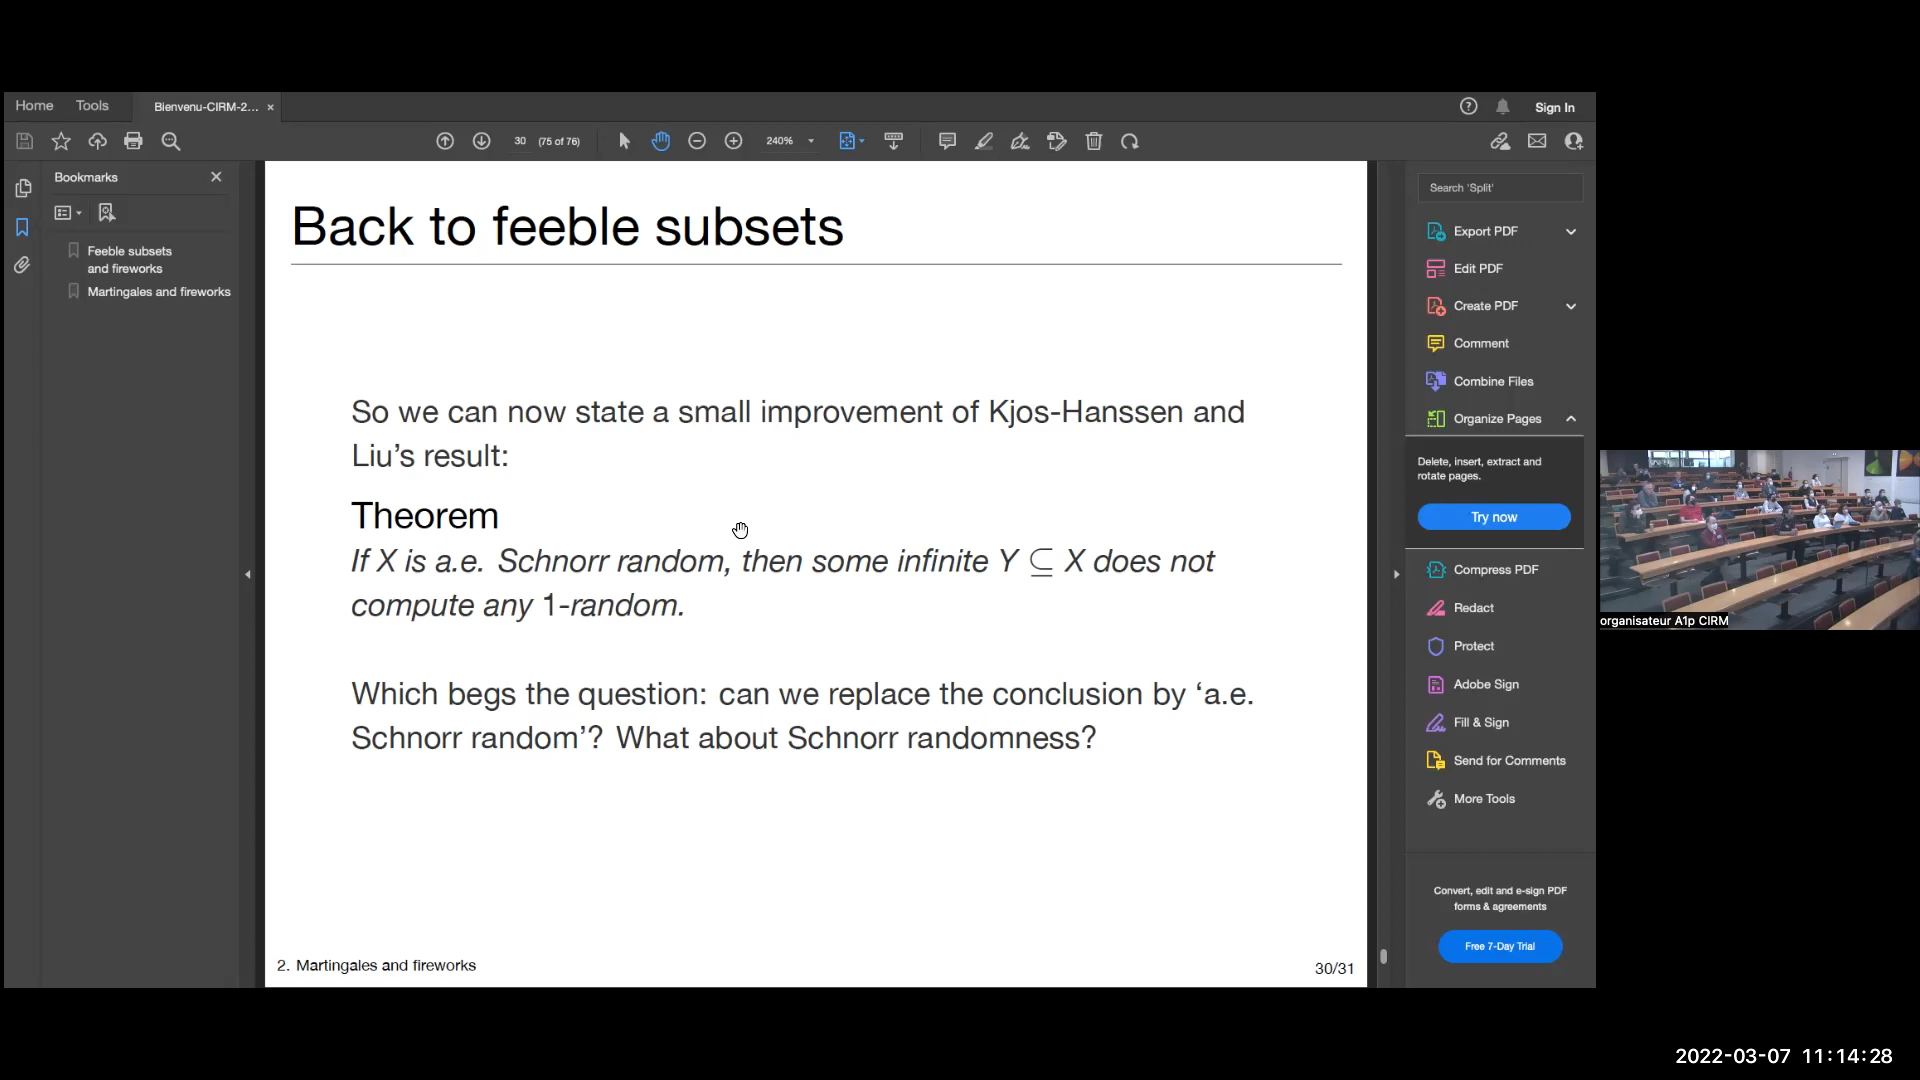 Home Tools Bienvenu-CIRM-2... × Sign In
30 (75 of 76) 240%
Bookmarks
Feeble subsets
and fireworks
Martingales and fireworks
Back to feeble subsets
So we can now state a small improvement of Kjos-Hanssen and
Liu's result:
Theorem
If X is a.e. Schnorr random, then some infinite Y ⊆ X does not
compute any 1-random.
Which begs the question: can we replace the conclusion by ‘a.e.
Schnorr random’? What about Schnorr randomness?
2. Martingales and fireworks 30/31
Search 'Split'
Export PDF
Edit PDF
Create PDF
Comment
Combine Files
Organize Pages
Delete, insert, extract and
rotate pages.
Try now
Compress PDF
Redact
Protect
Adobe Sign
Fill & Sign
Send for Comments
More Tools
Convert, edit and e-sign PDF
forms & agreements
Free 7-Day Trial
organisateur A1p CIRM
2022-03-07 11:14:28